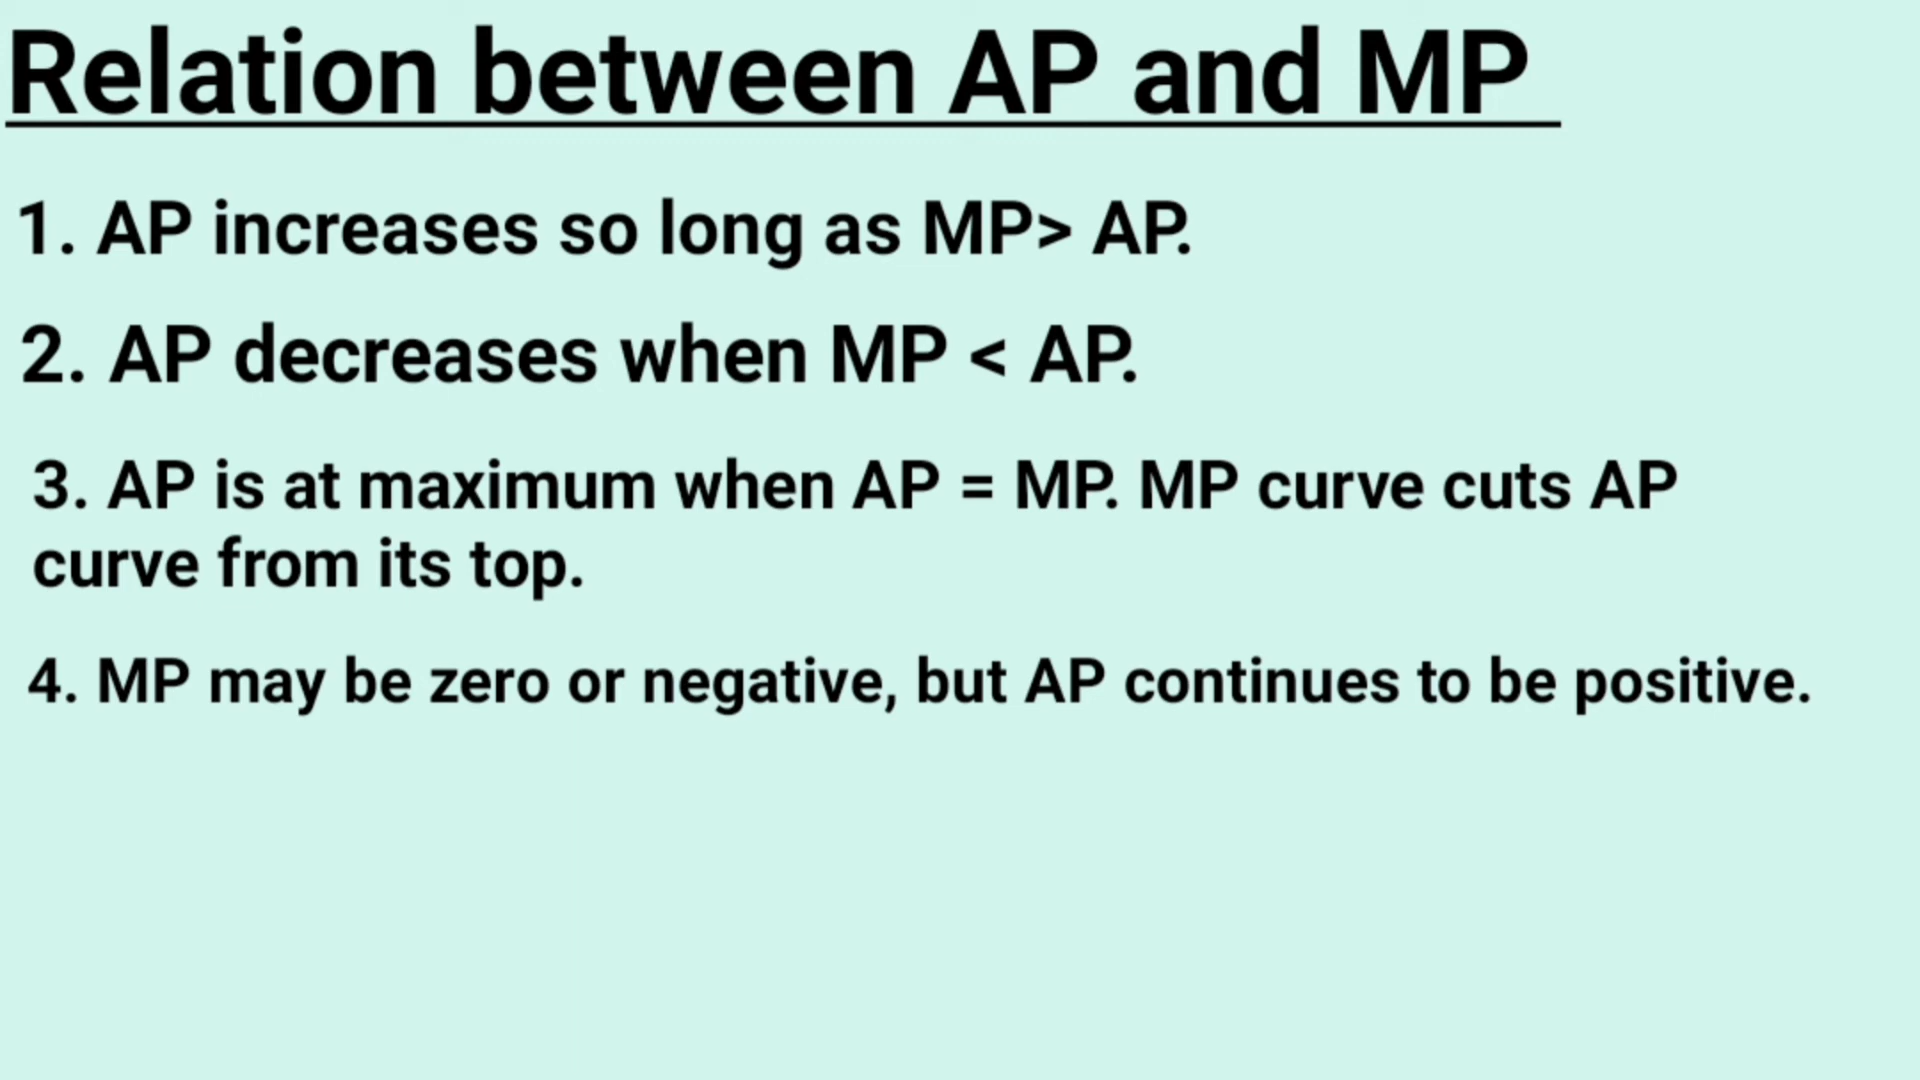 Relation between AP and MP
1. AP increases so long as MP> AP.
2. AP decreases when MP < AP.
3. AP is at maximum when AP = MP. MP curve cuts AP
curve from its top.
4. MP may be zero or negative, but AP continues to be positive.